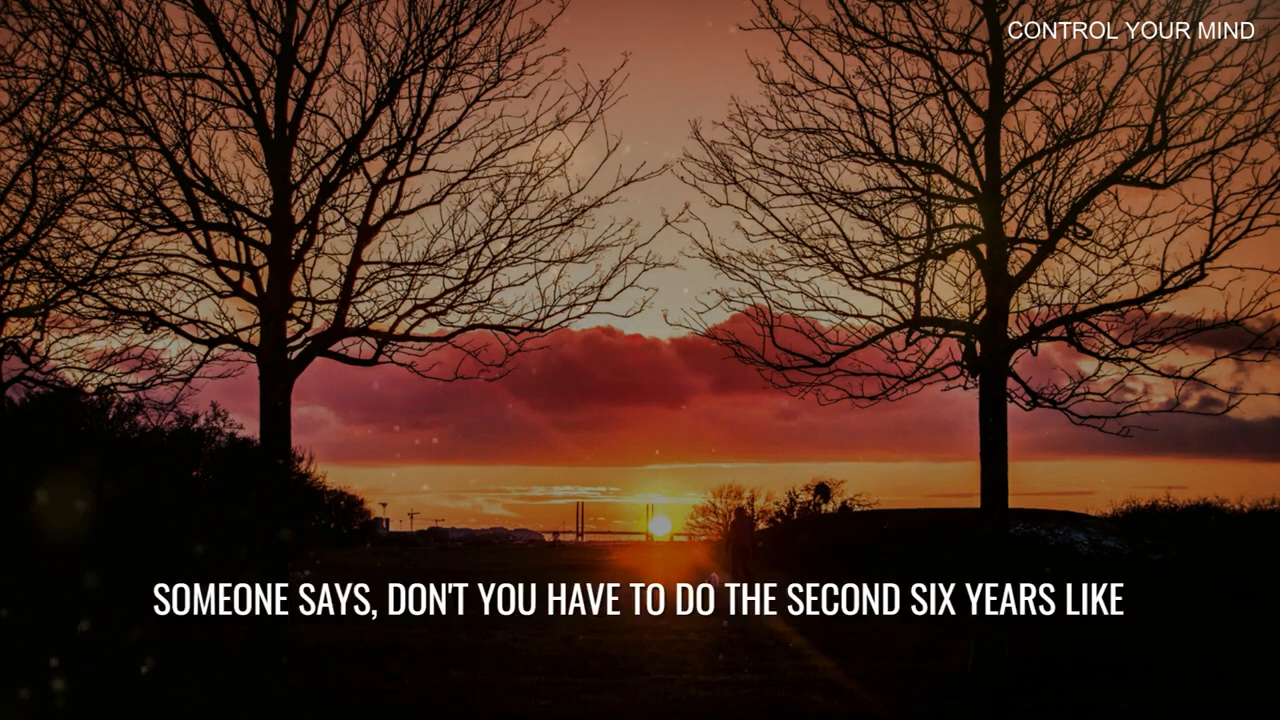 CONTROL YOUR MIND
SOMEONE SAYS, DON'T YOU HAVE TO DO THE SECOND SIX YEARS LIKE